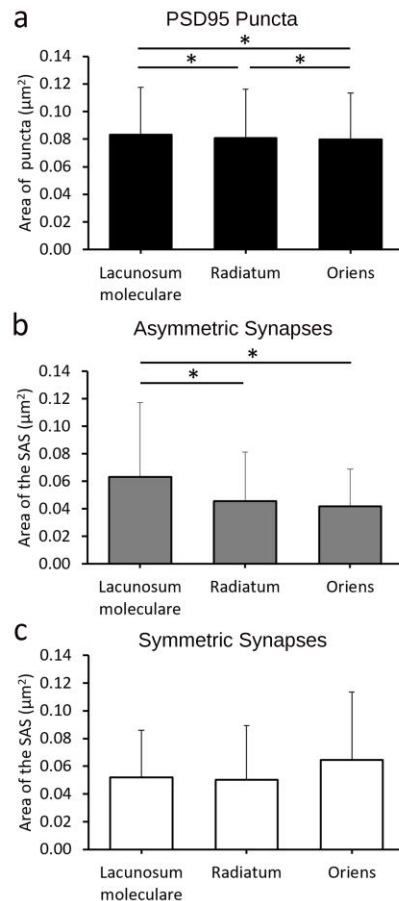 a
PSD95 Puncta
*
* *
Area of puncta (µm²)
0.14
0.12
0.10
0.08
0.06
0.04
0.02
0.00
Lacunosum
moleculare
Radiatum
Oriens
b
Asymmetric Synapses
*
*
Area of the SAS (µm²)
0.14
0.12
0.10
0.08
0.06
0.04
0.02
0.00
Lacunosum
moleculare
Radiatum
Oriens
c
Symmetric Synapses
Area of the SAS (µm²)
0.14
0.12
0.10
0.08
0.06
0.04
0.02
0.00
Lacunosum
moleculare
Radiatum
Oriens